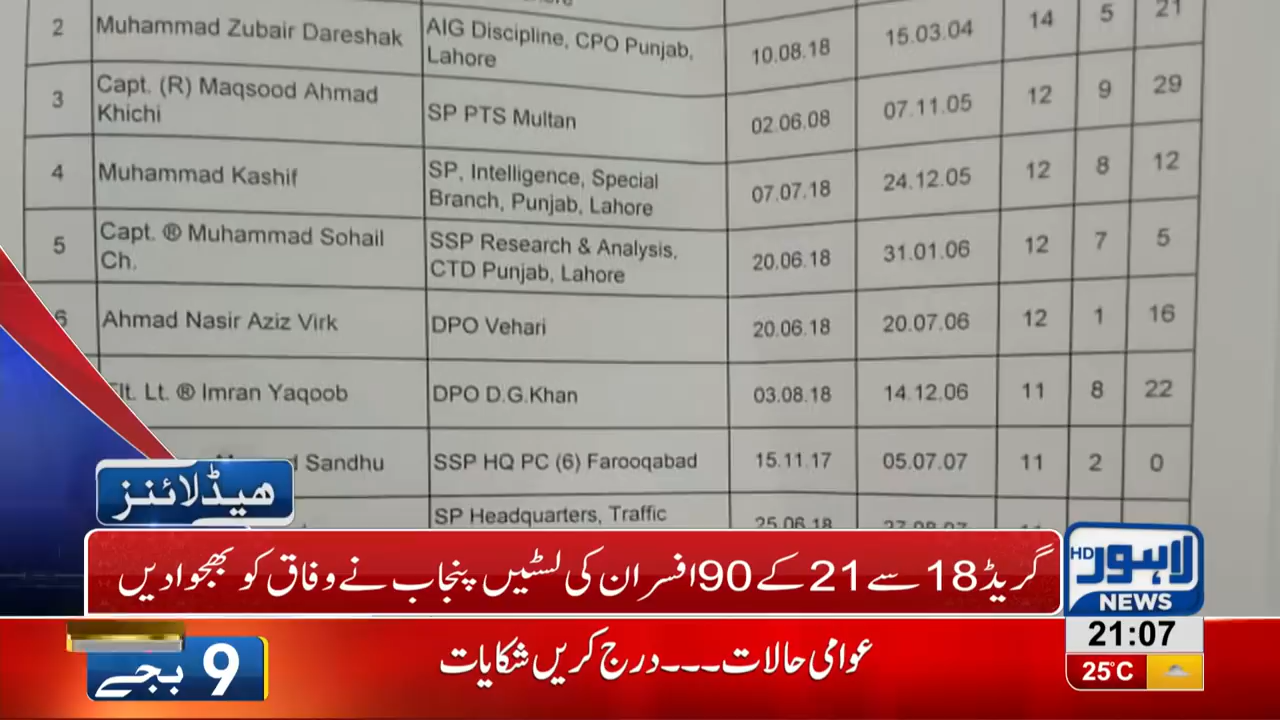 2 Muhammad Zubair Dareshak AIG Discipline, CPO Punjab, Lahore 10.08.18 15.03.04 14 5 21
3 Capt. (R) Maqsood Ahmad Khichi SP PTS Multan 02.06.08 07.11.05 12 9 29
4 Muhammad Kashif SP, Intelligence, Special Branch, Punjab, Lahore 07.07.18 24.12.05 12 8 12
5 Capt. ® Muhammad Sohail Ch. SSP Research & Analysis, CTD Punjab, Lahore 20.06.18 31.01.06 12 7 5
6 Ahmad Nasir Aziz Virk DPO Vehari 20.06.18 20.07.06 12 1 16
Lt. ® Imran Yaqoob DPO D.G.Khan 03.08.18 14.12.06 11 8 22
Sandhu SSP HQ PC (6) Farooqabad 15.11.17 05.07.07 11 2 0
SP Headquarters, Traffic 25.06.18
ھیڈلائنز
گریڈ 18 سے 21 کے 90 افسران کی لسٹیں پنجاب نے وفاق کو بھجوادیں
لاہور HD
NEWS
21:07
25°C
عوامی حالات۔۔۔درج کریں شکایات
9 بجے